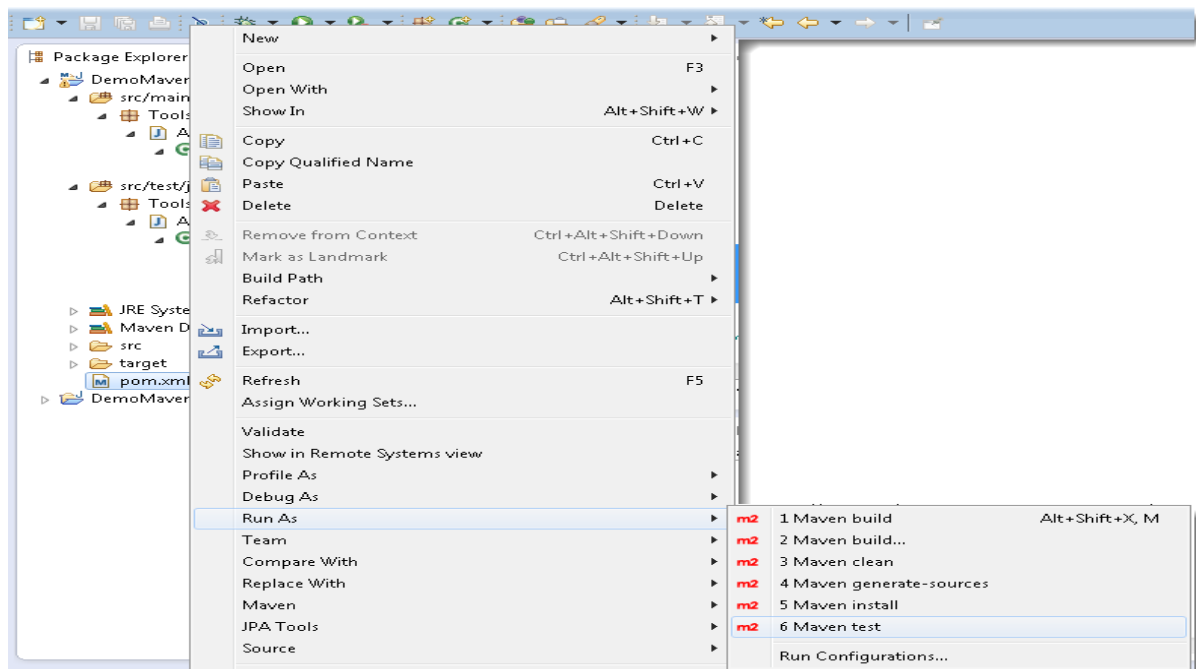 Package Explorer
DemoMaven
src/main
Tools
A
src/test/j
Tools
A
JRE Syste
Maven D
src
target
pom.xml
DemoMaven
New
Open F3
Open With
Show In Alt+Shift+W
Copy Ctrl+C
Copy Qualified Name
Paste Ctrl+V
Delete Delete
Remove from Context Ctrl+Alt+Shift+Down
Mark as Landmark Ctrl+Alt+Shift+Up
Build Path
Refactor Alt+Shift+T
Import...
Export...
Refresh F5
Assign Working Sets...
Validate
Show in Remote Systems view
Profile As
Debug As
Run As
Team
Compare With
Replace With
Maven
JPA Tools
Source
m2 1 Maven build Alt+Shift+X, M
m2 2 Maven build...
m2 3 Maven clean
m2 4 Maven generate-sources
m2 5 Maven install
m2 6 Maven test
Run Configurations...